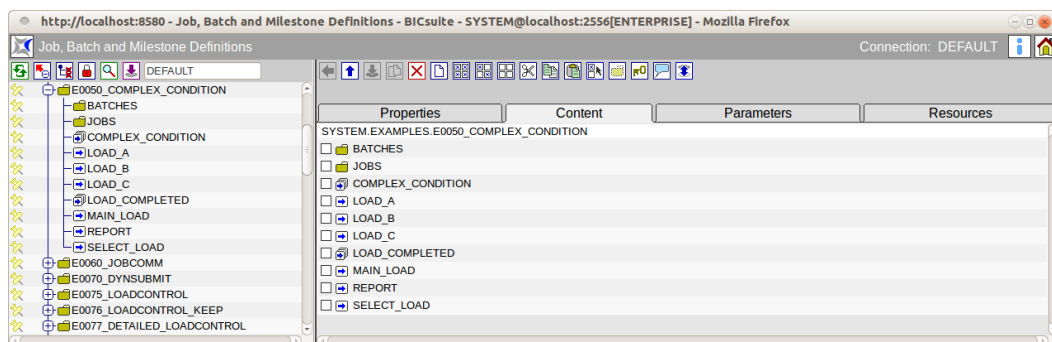 http://localhost:8580 - Job, Batch and Milestone Definitions - BICsuite - SYSTEM@localhost:2556[ENTERPRISE] - Mozilla Firefox
Job, Batch and Milestone Definitions
Connection: DEFAULT
DEFAULT
E0050_COMPLEX_CONDITION
BATCHES
JOBS
COMPLEX_CONDITION
LOAD_A
LOAD_B
LOAD_C
LOAD_COMPLETED
MAIN_LOAD
REPORT
SELECT_LOAD
E0060_JOBCOMM
E0070_DYNSUBMIT
E0075_LOADCONTROL
E0076_LOADCONTROL_KEEP
E0077_DETAILED_LOADCONTROL
Properties Content Parameters Resources
SYSTEM.EXAMPLES.E0050_COMPLEX_CONDITION
BATCHES
JOBS
COMPLEX_CONDITION
LOAD_A
LOAD_B
LOAD_C
LOAD_COMPLETED
MAIN_LOAD
REPORT
SELECT_LOAD